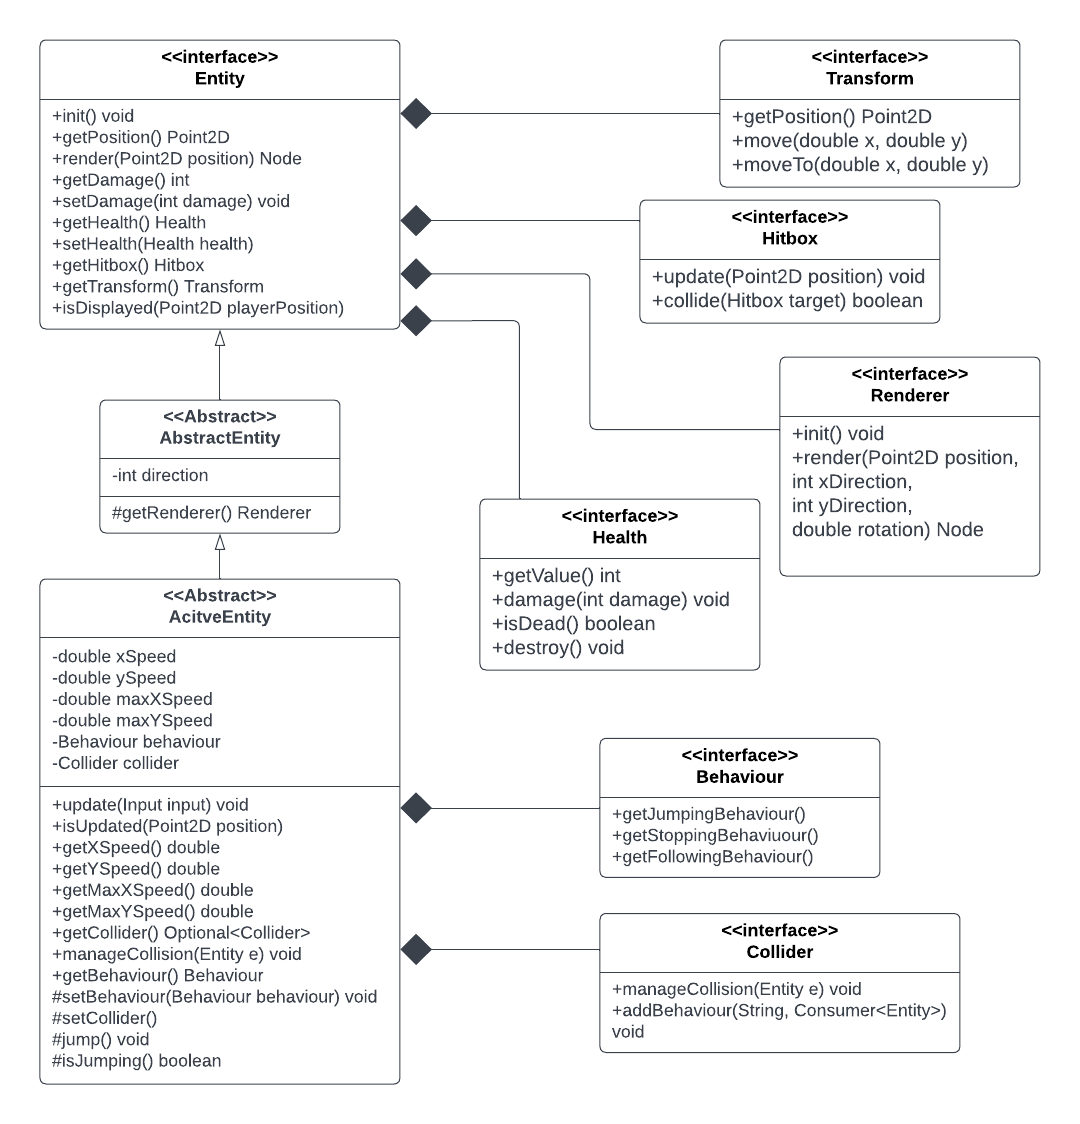 <<interface>>
Entity
+init() void
+getPosition() Point2D
+render(Point2D position) Node
+getDamage() int
+setDamage(int damage) void
+getHealth() Health
+setHealth(Health health)
+getHitbox() Hitbox
+getTransform() Transform
+isDisplayed(Point2D playerPosition)
<<interface>>
Transform
+getPosition() Point2D
+move(double x, double y)
+moveTo(double x, double y)
<<interface>>
Hitbox
+update(Point2D position) void
+collide(Hitbox target) boolean
<<interface>>
Renderer
+init() void
+render(Point2D position,
int xDirection,
int yDirection,
double rotation) Node
<<Abstract>>
AbstractEntity
-int direction
#getRenderer() Renderer
<<interface>>
Health
+getValue() int
+damage(int damage) void
+isDead() boolean
+destroy() void
<<Abstract>>
AcitveEntity
-double xSpeed
-double ySpeed
-double maxXSpeed
-double maxYSpeed
-Behaviour behaviour
-Collider collider
+update(Input input) void
+isUpdated(Point2D position)
+getXSpeed() double
+getYSpeed() double
+getMaxXSpeed() double
+getMaxYSpeed() double
+getCollider() Optional<Collider>
+manageCollision(Entity e) void
+getBehaviour() Behaviour
#setBehaviour(Behaviour behaviour) void
#setCollider()
#jump() void
#isJumping() boolean
<<interface>>
Behaviour
+getJumpingBehaviour()
+getStoppingBehaviuour()
+getFollowingBehaviour()
<<interface>>
Collider
+manageCollision(Entity e) void
+addBehaviour(String, Consumer<Entity>)
void